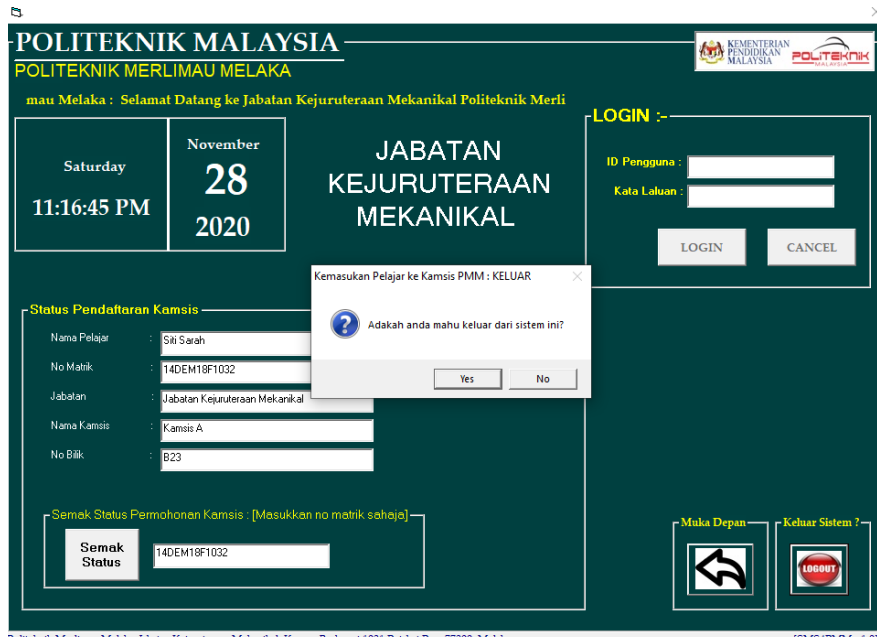 POLITEKNIK MALAYSIA
POLITEKNIK MERLIMAU MELAKA
KEMENTERIAN
PENDIDIKAN
MALAYSIA
POLITEKNIK
MALAYSIA
mau Melaka : Selamat Datang ke Jabatan Kejuruteraan Mekanikal Politeknik Merli
Saturday
11:16:45 PM
November
28
2020
JABATAN
KEJURUTERAAN
MEKANIKAL
LOGIN :-
ID Pengguna :
Kata Laluan :
LOGIN
CANCEL
Kemasukan Pelajar ke Kamsis PMM : KELUAR
Adakah anda mahu keluar dari sistem ini?
Yes No
Status Pendaftaran Kamsis
Nama Pelajar : Siti Sarah
No Matrik : 14DEM18F1032
Jabatan : Jabatan Kejuruteraan Mekanikal
Nama Kamsis : Kamsis A
No Bilik : B23
Semak Status Permohonan Kamsis : [Masukkan no matrik sahaja]
Semak
Status
14DEM18F1032
Muka Depan
Keluar Sistem ?
LOGOUT